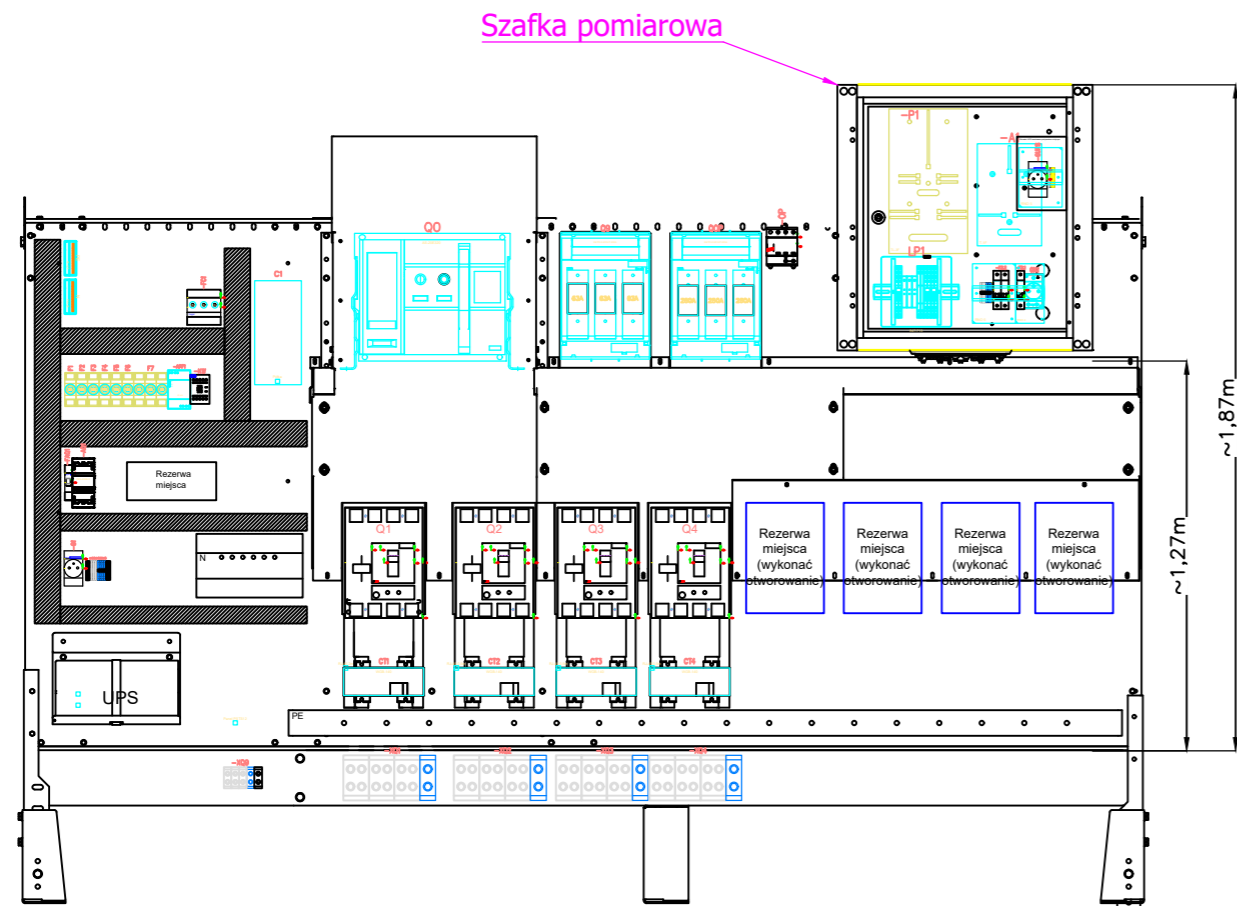 Szafka pomiarowa
-P1
-A1
Q0
LP1
C1
~1,87m
F1 F2 F3 F4 F5 F6 F7
Rezerwa
miejsca
N
Q1 Q2 Q3 Q4
Rezerwa
miejsca
(wykonać
otworowanie)
Rezerwa
miejsca
(wykonać
otworowanie)
Rezerwa
miejsca
(wykonać
otworowanie)
Rezerwa
miejsca
(wykonać
otworowanie)
~1,27m
CT1 CT2 CT3 CT4
UPS
PE